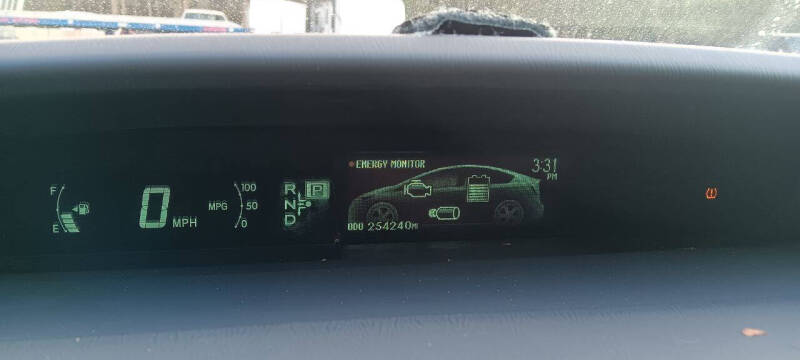 ENERGY MONITOR
3:31
PM
F
E
0 MPH
MPG
100
50
0
R
N
D
P
ODO 254240MI